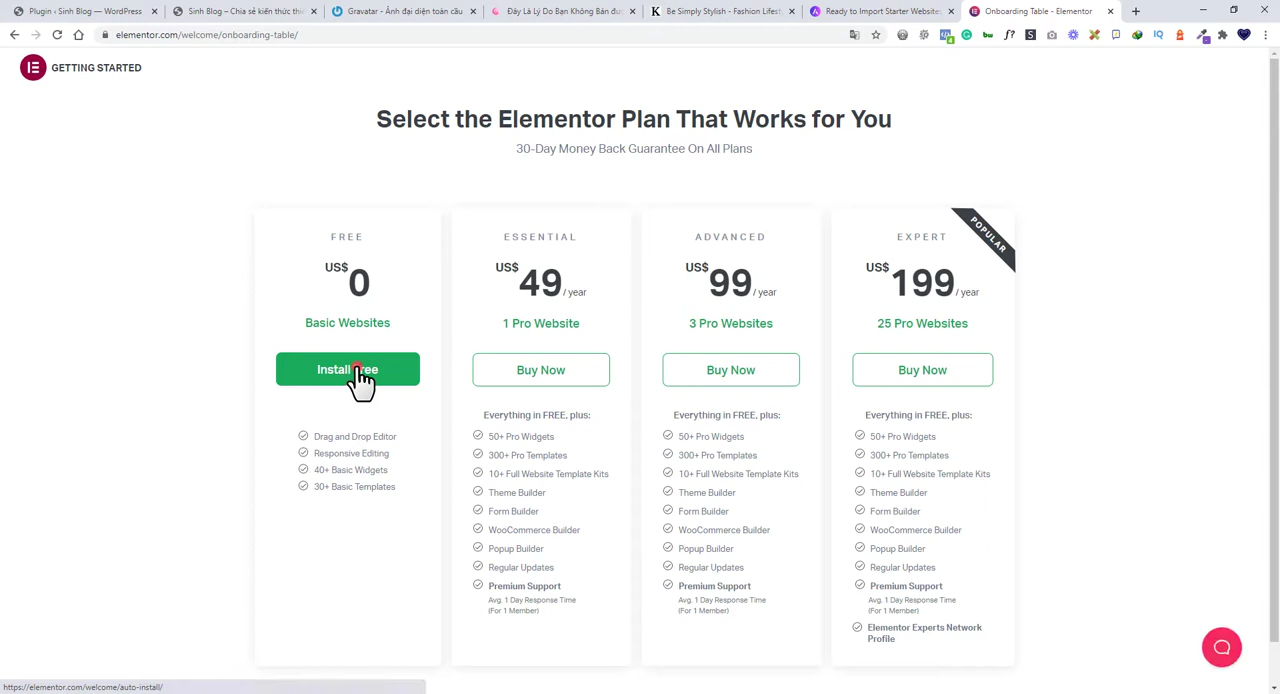 Plugin ‹ Sinh Blog — WordPress
Sinh Blog – Chia sẻ kiến thức thiế
Gravatar - Ảnh đại diện toàn cầu
Đây Là Lý Do Bạn Không Bán đượ
Be Simply Stylish - Fashion Lifesty
Ready to Import Starter Websites
Onboarding Table - Elementor
elementor.com/welcome/onboarding-table/
GETTING STARTED
Select the Elementor Plan That Works for You
30-Day Money Back Guarantee On All Plans
FREE
US$ 0
Basic Websites
Install Free
Drag and Drop Editor
Responsive Editing
40+ Basic Widgets
30+ Basic Templates
ESSENTIAL
US$ 49 / year
1 Pro Website
Buy Now
Everything in FREE, plus:
50+ Pro Widgets
300+ Pro Templates
10+ Full Website Template Kits
Theme Builder
Form Builder
WooCommerce Builder
Popup Builder
Regular Updates
Premium Support
Avg. 1 Day Response Time
(For 1 Member)
ADVANCED
US$ 99 / year
3 Pro Websites
Buy Now
Everything in FREE, plus:
50+ Pro Widgets
300+ Pro Templates
10+ Full Website Template Kits
Theme Builder
Form Builder
WooCommerce Builder
Popup Builder
Regular Updates
Premium Support
Avg. 1 Day Response Time
(For 1 Member)
POPULAR
EXPERT
US$ 199 / year
25 Pro Websites
Buy Now
Everything in FREE, plus:
50+ Pro Widgets
300+ Pro Templates
10+ Full Website Template Kits
Theme Builder
Form Builder
WooCommerce Builder
Popup Builder
Regular Updates
Premium Support
Avg. 1 Day Response Time
(For 1 Member)
Elementor Experts Network
Profile
https://elementor.com/welcome/auto-install/